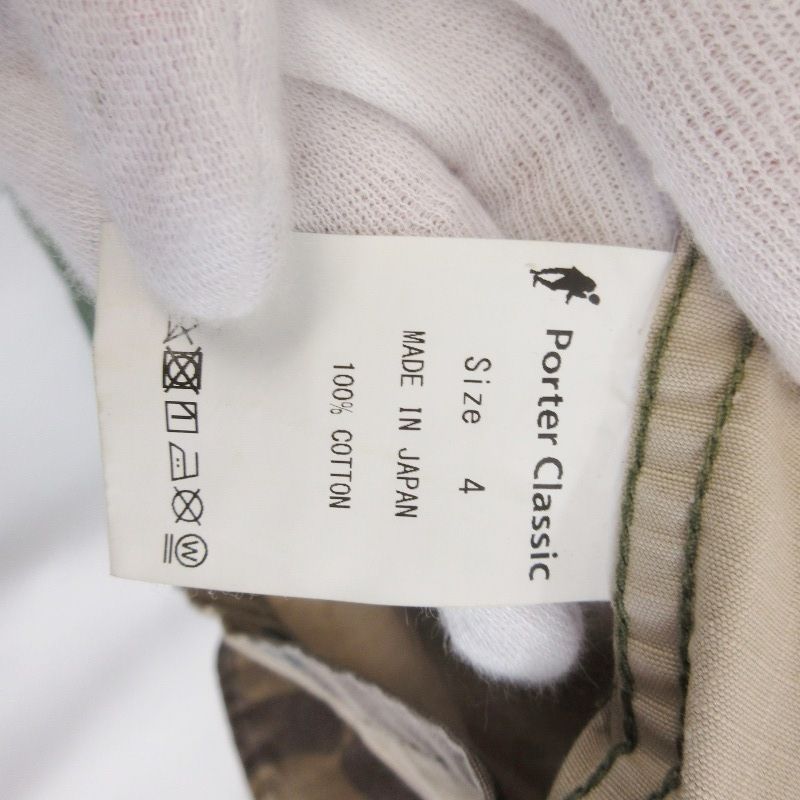 Porter Classic
Size 4
MADE IN JAPAN
100% COTTON
W